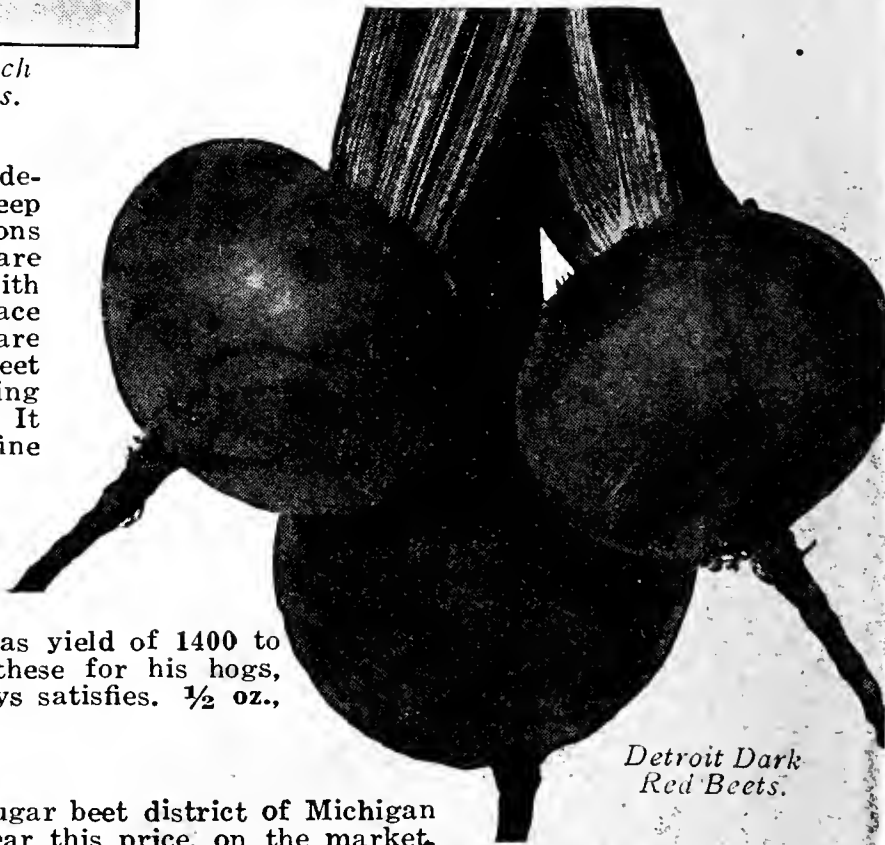 ch
s.
de-
eep
ons
are
ith
ace
are
eet
ing
It
ine
as yield of 1400 to
these for his hogs,
ys satisfies. ½ oz.,
Detroit Dark
Red Beets.
ugar beet district of Michigan
ear this price on the market.